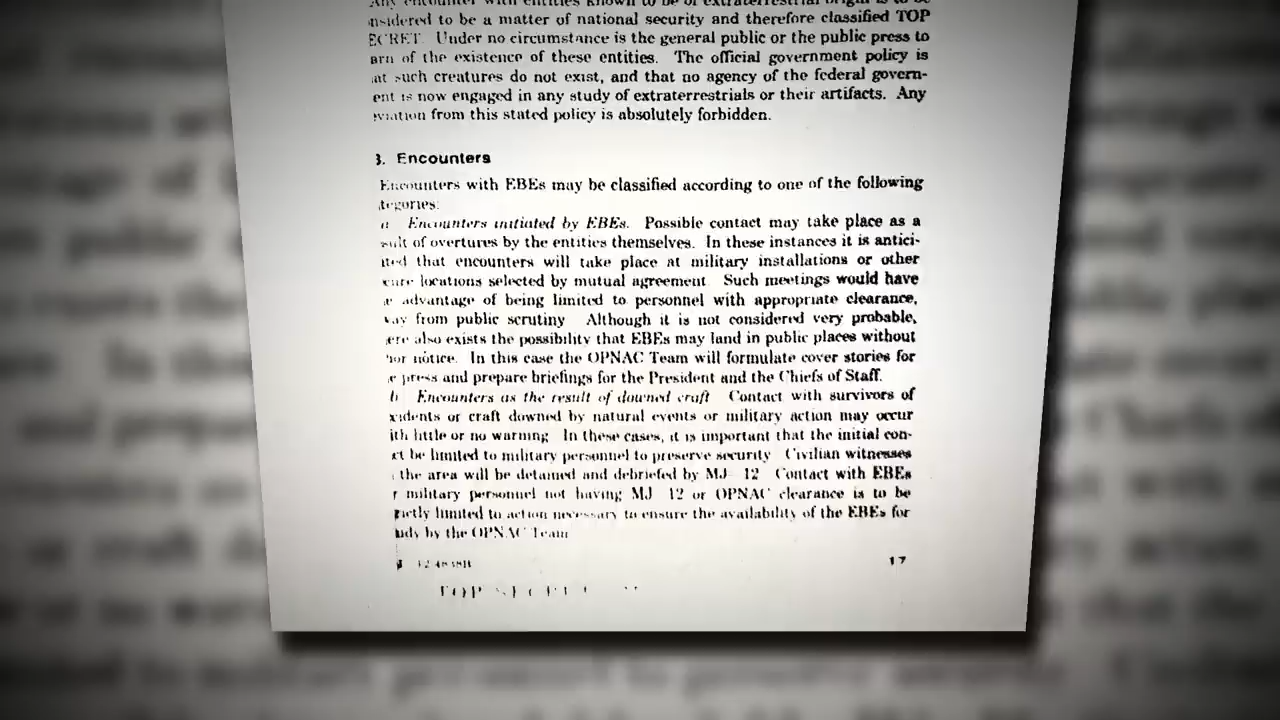 Any encounter with entities known to be of extraterrestrial origin is to be
nsidered to be a matter of national security and therefore classified TOP
ECRET. Under no circumstance is the general public or the public press to
arn of the existence of these entities. The official government policy is
at such creatures do not exist, and that no agency of the federal govern-
ent is now engaged in any study of extraterrestrials or their artifacts. Any
viation from this stated policy is absolutely forbidden.
3. Encounters
Encounters with EBEs may be classified according to one of the following
tegories:
a Encounters initiated by EBEs. Possible contact may take place as a
sult of overtures by the entities themselves. In these instances it is antici-
ted that encounters will take place at military installations or other
cure locations selected by mutual agreement. Such meetings would have
e advantage of being limited to personnel with appropriate clearance,
way from public scrutiny Although it is not considered very probable,
ere also exists the possibility that EBEs may land in public places without
ior notice. In this case the OPNAC Team will formulate cover stories for
e press and prepare briefings for the President and the Chiefs of Staff.
b Encounters as the result of downed craft Contact with survivors of
cidents or craft downed by natural events or military action may occur
ith little or no warning In these cases, it is important that the initial con-
ct be limited to military personnel to preserve security Civilian witnesses
the area will be detained and debriefed by MJ-12 Contact with EBEs
r military personnel not having MJ-12 or OPNAC clearance is to be
rictly limited to action necessary to ensure the availability of the EBEs for
udy by the OPNAC Team
17
TOP SECRET